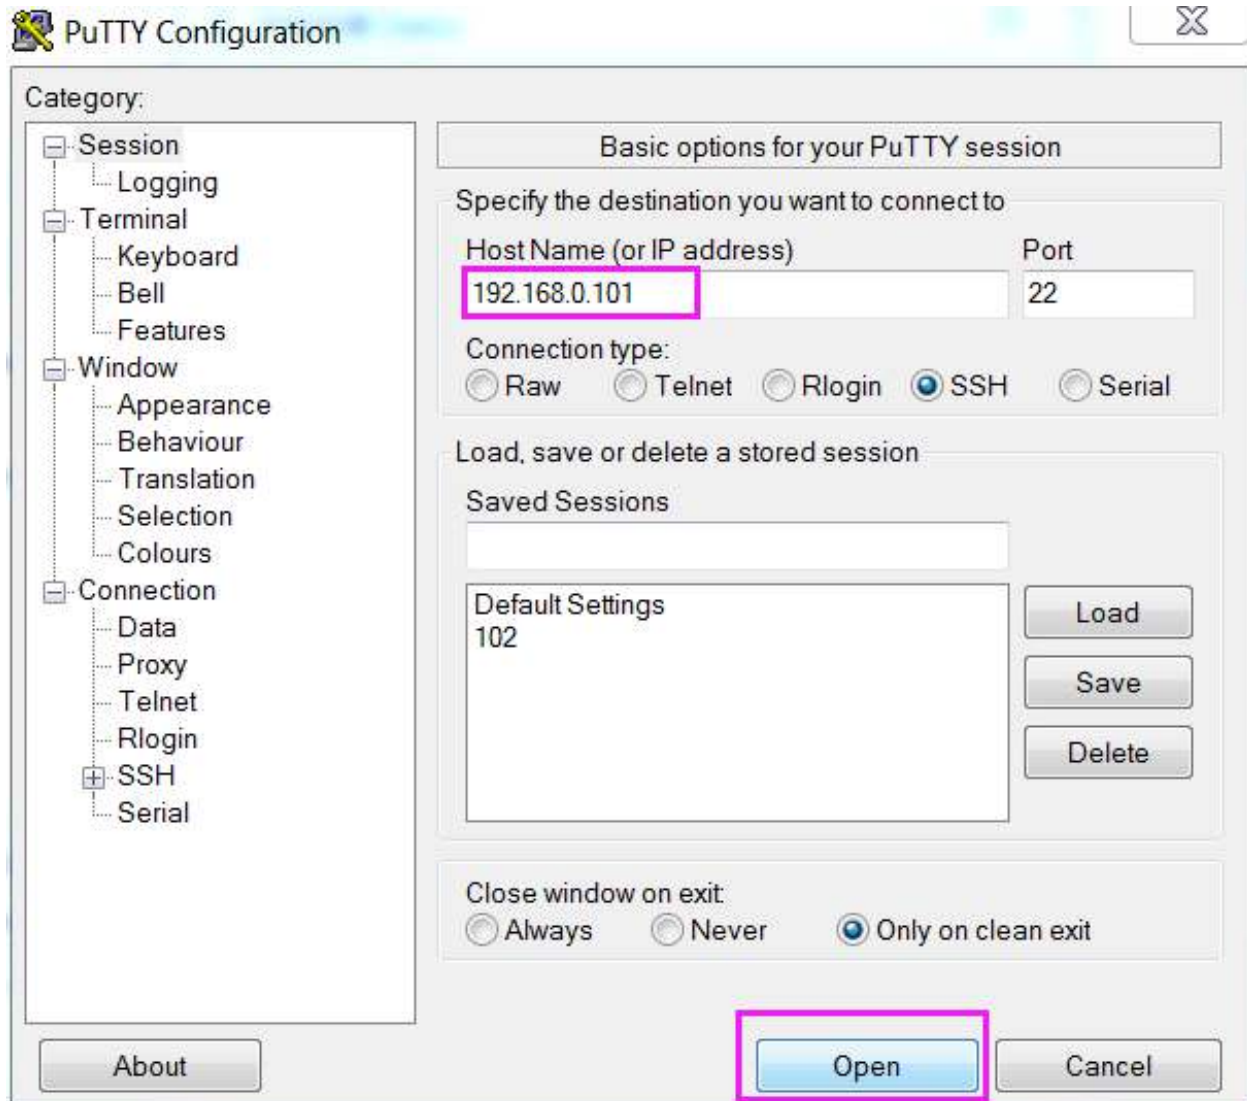 PuTTY Configuration
Category:
Session
Logging
Terminal
Keyboard
Bell
Features
Window
Appearance
Behaviour
Translation
Selection
Colours
Connection
Data
Proxy
Telnet
Rlogin
SSH
Serial
Basic options for your PuTTY session
Specify the destination you want to connect to
Host Name (or IP address) Port
192.168.0.101 22
Connection type:
Raw Telnet Rlogin SSH Serial
Load, save or delete a stored session
Saved Sessions
Default Settings
102
Load
Save
Delete
Close window on exit:
Always Never Only on clean exit
About Open Cancel